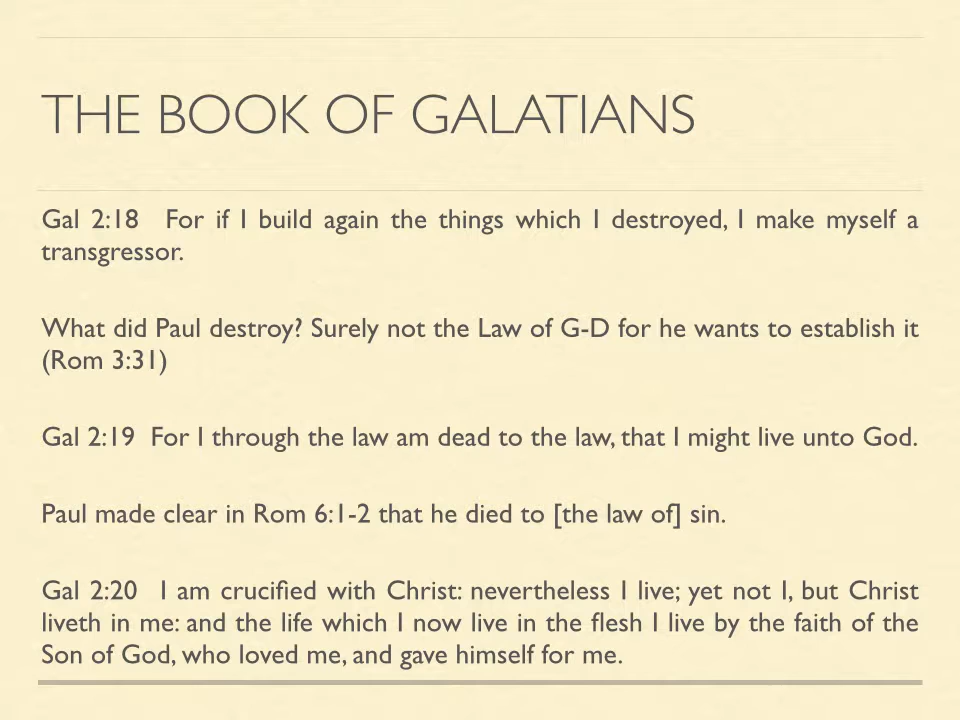 THE BOOK OF GALATIANS
Gal 2:18 For if I build again the things which I destroyed, I make myself a
transgressor.
What did Paul destroy? Surely not the Law of G-D for he wants to establish it
(Rom 3:31)
Gal 2:19 For I through the law am dead to the law, that I might live unto God.
Paul made clear in Rom 6:1-2 that he died to [the law of] sin.
Gal 2:20 I am crucified with Christ: nevertheless I live; yet not I, but Christ
liveth in me: and the life which I now live in the flesh I live by the faith of the
Son of God, who loved me, and gave himself for me.